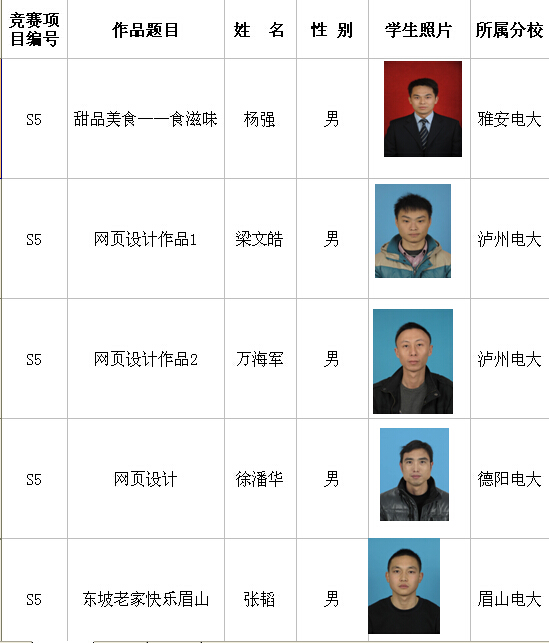 竞赛项目编号 作品题目 姓 名 性 别 学生照片 所属分校
S5 甜品美食一一食滋味 杨强 男 雅安电大
S5 网页设计作品1 梁文皓 男 泸州电大
S5 网页设计作品2 万海军 男 泸州电大
S5 网页设计 徐潘华 男 德阳电大
S5 东坡老家快乐眉山 张韬 男 眉山电大